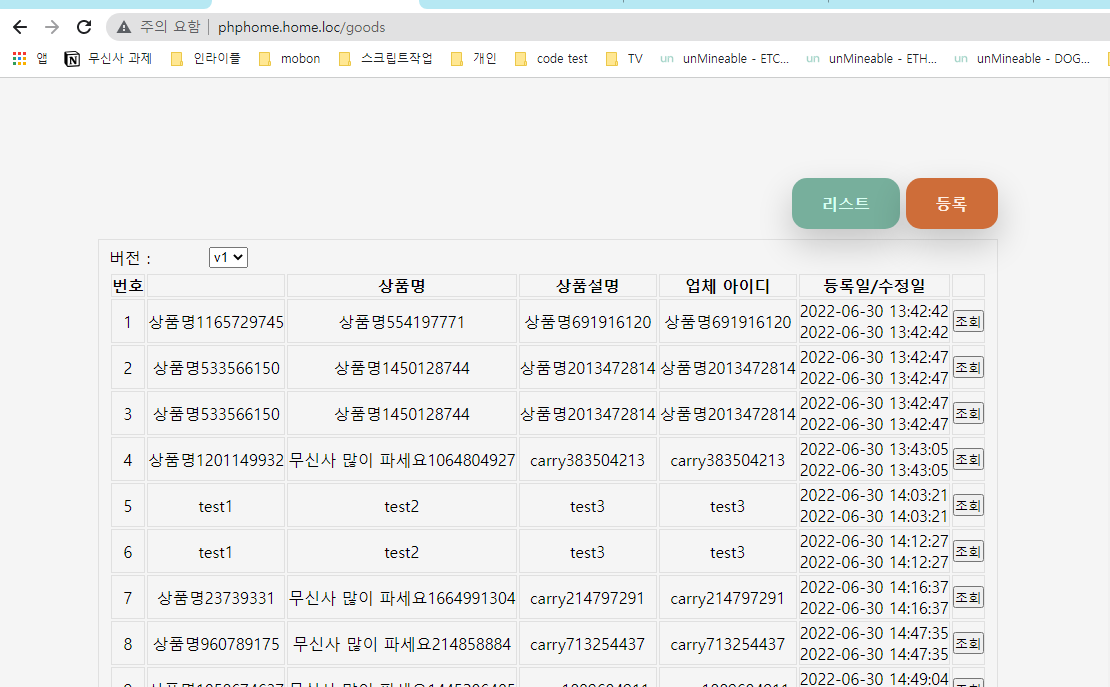 주의 요함 | phphome.home.loc/goods
앱 무신사 과제 인라이플 mobon 스크립트작업 개인 code test TV un unMineable - ETC... un unMineable - ETH... un unMineable - DOG...
리스트 등록
버전 : v1
번호 상품명 상품설명 업체 아이디 등록일/수정일
1 상품명1165729745 상품명554197771 상품명691916120 상품명691916120 2022-06-30 13:42:42 조회
2022-06-30 13:42:42
2 상품명533566150 상품명1450128744 상품명2013472814 상품명2013472814 2022-06-30 13:42:47 조회
2022-06-30 13:42:47
3 상품명533566150 상품명1450128744 상품명2013472814 상품명2013472814 2022-06-30 13:42:47 조회
2022-06-30 13:42:47
4 상품명1201149932 무신사 많이 파세요1064804927 carry383504213 carry383504213 2022-06-30 13:43:05 조회
2022-06-30 13:43:05
5 test1 test2 test3 test3 2022-06-30 14:03:21 조회
2022-06-30 14:03:21
6 test1 test2 test3 test3 2022-06-30 14:12:27 조회
2022-06-30 14:12:27
7 상품명23739331 무신사 많이 파세요1664991304 carry214797291 carry214797291 2022-06-30 14:16:37 조회
2022-06-30 14:16:37
8 상품명960789175 무신사 많이 파세요214858884 carry713254437 carry713254437 2022-06-30 14:47:35 조회
2022-06-30 14:47:35
2022-06-30 14:49:04